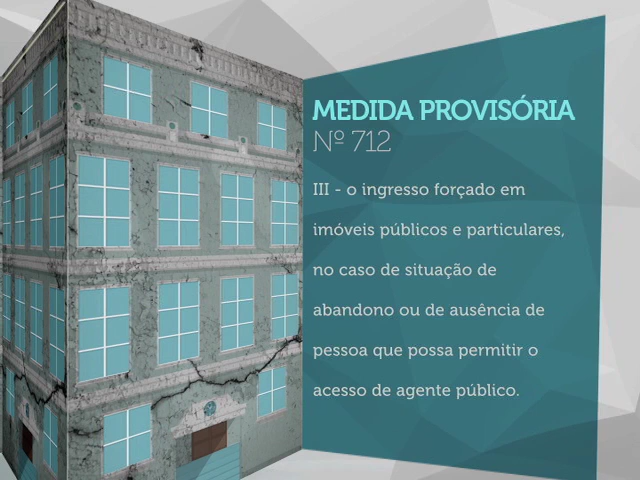 MEDIDA PROVISÓRIA
Nº 712
III - o ingresso forçado em
imóveis públicos e particulares,
no caso de situação de
abandono ou de ausência de
pessoa que possa permitir o
acesso de agente público.